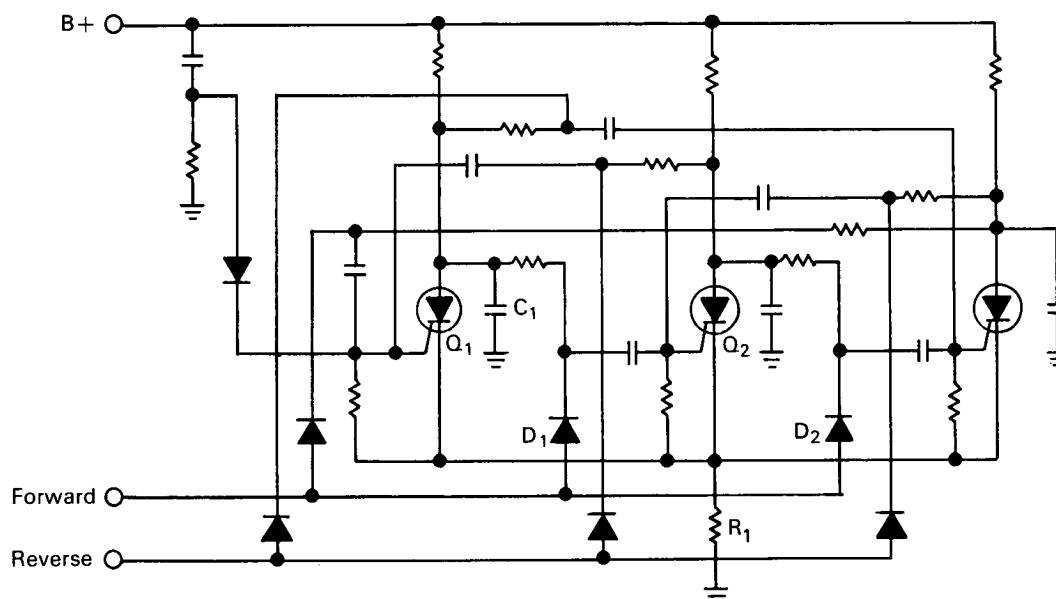 B+
C₁
Q₁
Q₂
D₁
D₂
Forward
R₁
Reverse